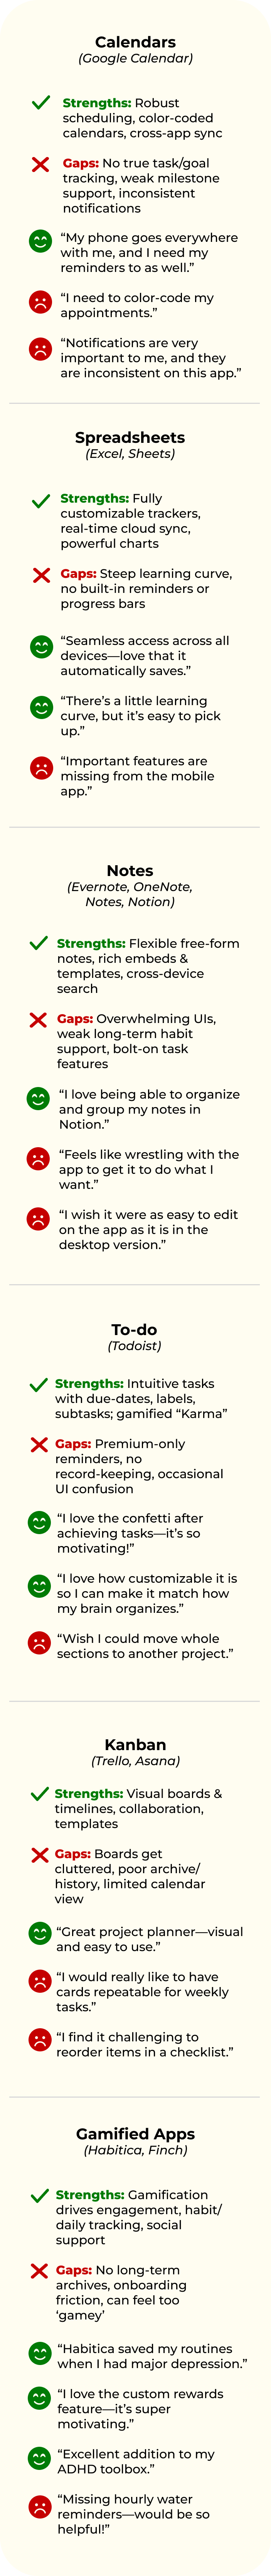 Calendars
(Google Calendar)
Strengths: Robust
scheduling, color-coded
calendars, cross-app sync
Gaps: No true task/goal
tracking, weak milestone
support, inconsistent
notifications
“My phone goes everywhere
with me, and I need my
reminders to as well.”
“I need to color-code my
appointments.”
“Notifications are very
important to me, and they
are inconsistent on this app.”
Spreadsheets
(Excel, Sheets)
Strengths: Fully
customizable trackers,
real-time cloud sync,
powerful charts
Gaps: Steep learning curve,
no built-in reminders or
progress bars
“Seamless access across all
devices—love that it
automatically saves.”
“There’s a little learning
curve, but it’s easy to pick
up.”
“Important features are
missing from the mobile
app.”
Notes
(Evernote, OneNote,
Notes, Notion)
Strengths: Flexible free-form
notes, rich embeds &
templates, cross-device
search
Gaps: Overwhelming UIs,
weak long-term habit
support, bolt-on task
features
“I love being able to organize
and group my notes in
Notion.”
“Feels like wrestling with the
app to get it to do what I
want.”
“I wish it were as easy to edit
on the app as it is in the
desktop version.”
To-do
(Todoist)
Strengths: Intuitive tasks
with due-dates, labels,
subtasks; gamified “Karma”
Gaps: Premium-only
reminders, no
record-keeping, occasional
UI confusion
“I love the confetti after
achieving tasks—it’s so
motivating!”
“I love how customizable it is
so I can make it match how
my brain organizes.”
“Wish I could move whole
sections to another project.”
Kanban
(Trello, Asana)
Strengths: Visual boards &
timelines, collaboration,
templates
Gaps: Boards get
cluttered, poor archive/
history, limited calendar
view
“Great project planner—visual
and easy to use.”
“I would really like to have
cards repeatable for weekly
tasks.”
“I find it challenging to
reorder items in a checklist.”
Gamified Apps
(Habitica, Finch)
Strengths: Gamification
drives engagement, habit/
daily tracking, social
support
Gaps: No long-term
archives, onboarding
friction, can feel too
‘gamey’
“Habitica saved my routines
when I had major depression.”
“I love the custom rewards
feature—it’s super
motivating.”
“Excellent addition to my
ADHD toolbox.”
“Missing hourly water
reminders—would be so
helpful!”